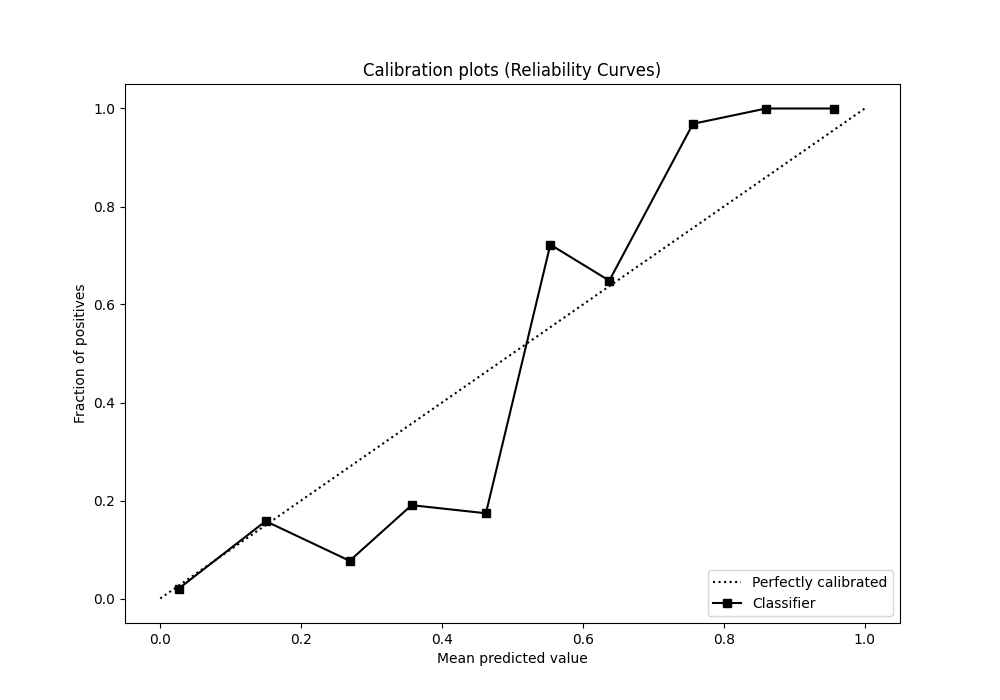 Calibration plots (Reliability Curves)
1.0
0.8
0.6
0.4
0.2
0.0
Fraction of positives
0.0 0.2 0.4 0.6 0.8 1.0
Mean predicted value
Perfectly calibrated
Classifier